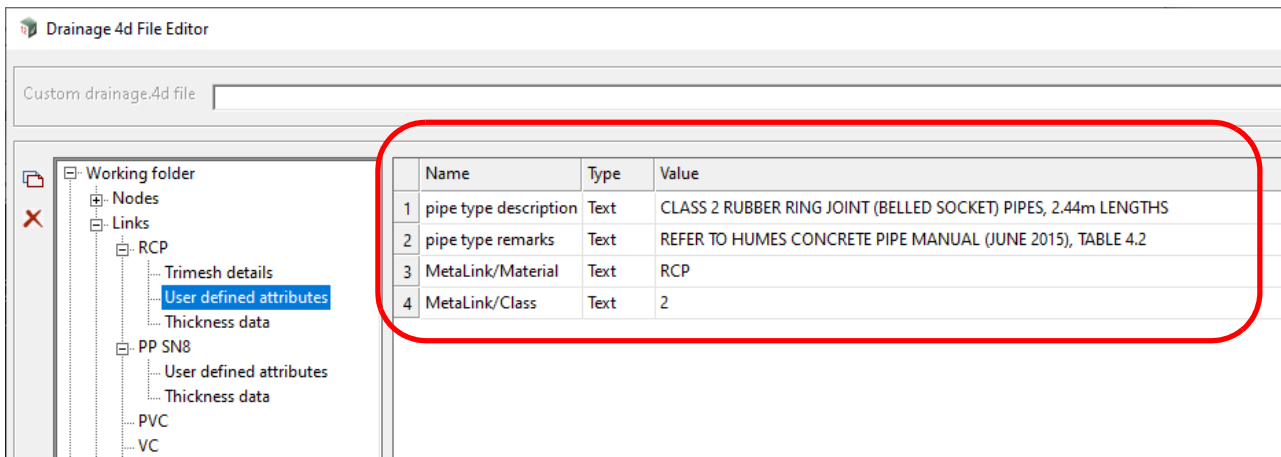 Drainage 4d File Editor
Custom drainage.4d file
Working folder
Nodes
Links
RCP
Trimesh details
User defined attributes
Thickness data
PP SN8
User defined attributes
Thickness data
PVC
VC
Name Type Value
1 pipe type description Text CLASS 2 RUBBER RING JOINT (BELLED SOCKET) PIPES, 2.44m LENGTHS
2 pipe type remarks Text REFER TO HUMES CONCRETE PIPE MANUAL (JUNE 2015), TABLE 4.2
3 MetaLink/Material Text RCP
4 MetaLink/Class Text 2